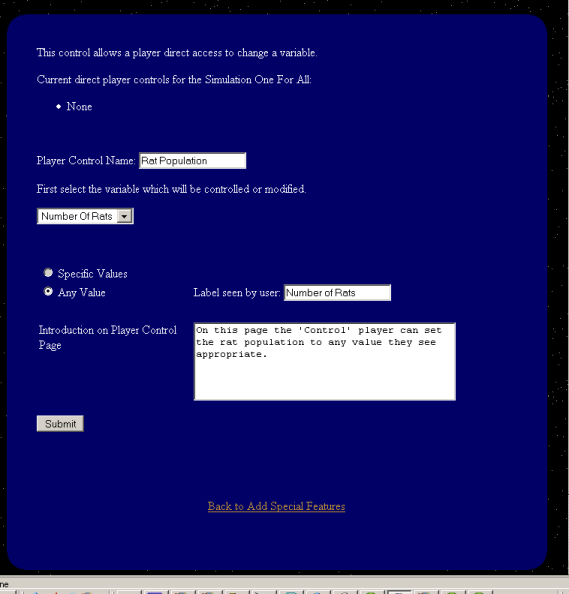 This control allows a player direct access to change a variable.
Current direct player controls for the Simulation One For All:
None
Player Control Name: Rat Population
First select the variable which will be controlled or modified.
Number Of Rats
Specific Values
Any Value Label seen by user: Number of Rats
Introduction on Player Control
Page
On this page the 'Control' player can set
the rat population to any value they see
appropriate.
Submit
Back to Add Special Features
ne